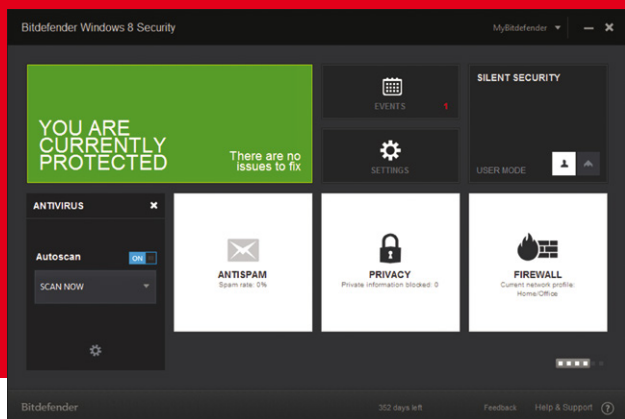 Bitdefender Windows 8 Security
MyBitdefender
YOU ARE
CURRENTLY
PROTECTED
There are no
issues to fix
EVENTS
1
SETTINGS
SILENT SECURITY
USER MODE
ANTIVIRUS
Autoscan
ON
SCAN NOW
ANTISPAM
Spam rate: 0%
PRIVACY
Private information blocked: 0
FIREWALL
Current network profile:
Home/Office
Bitdefender
352 days left
Feedback
Help & Support
?